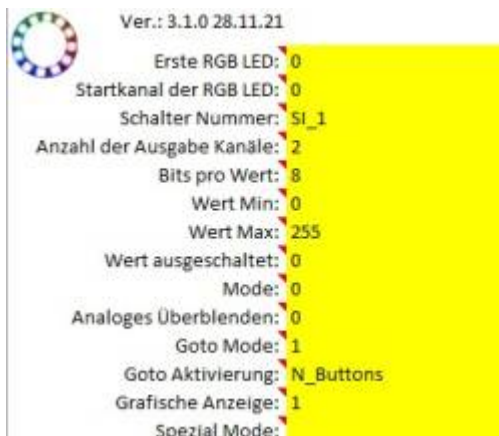 Ver.: 3.1.0 28.11.21
Erste RGB LED: 0
Startkanal der RGB LED: 0
Schalter Nummer: SI_1
Anzahl der Ausgabe Kanäle: 2
Bits pro Wert: 8
Wert Min: 0
Wert Max: 255
Wert ausgeschaltet: 0
Mode: 0
Analoges Überblenden: 0
Goto Mode: 1
Goto Aktivierung: N_Buttons
Grafische Anzeige: 1
Spezial Mode: